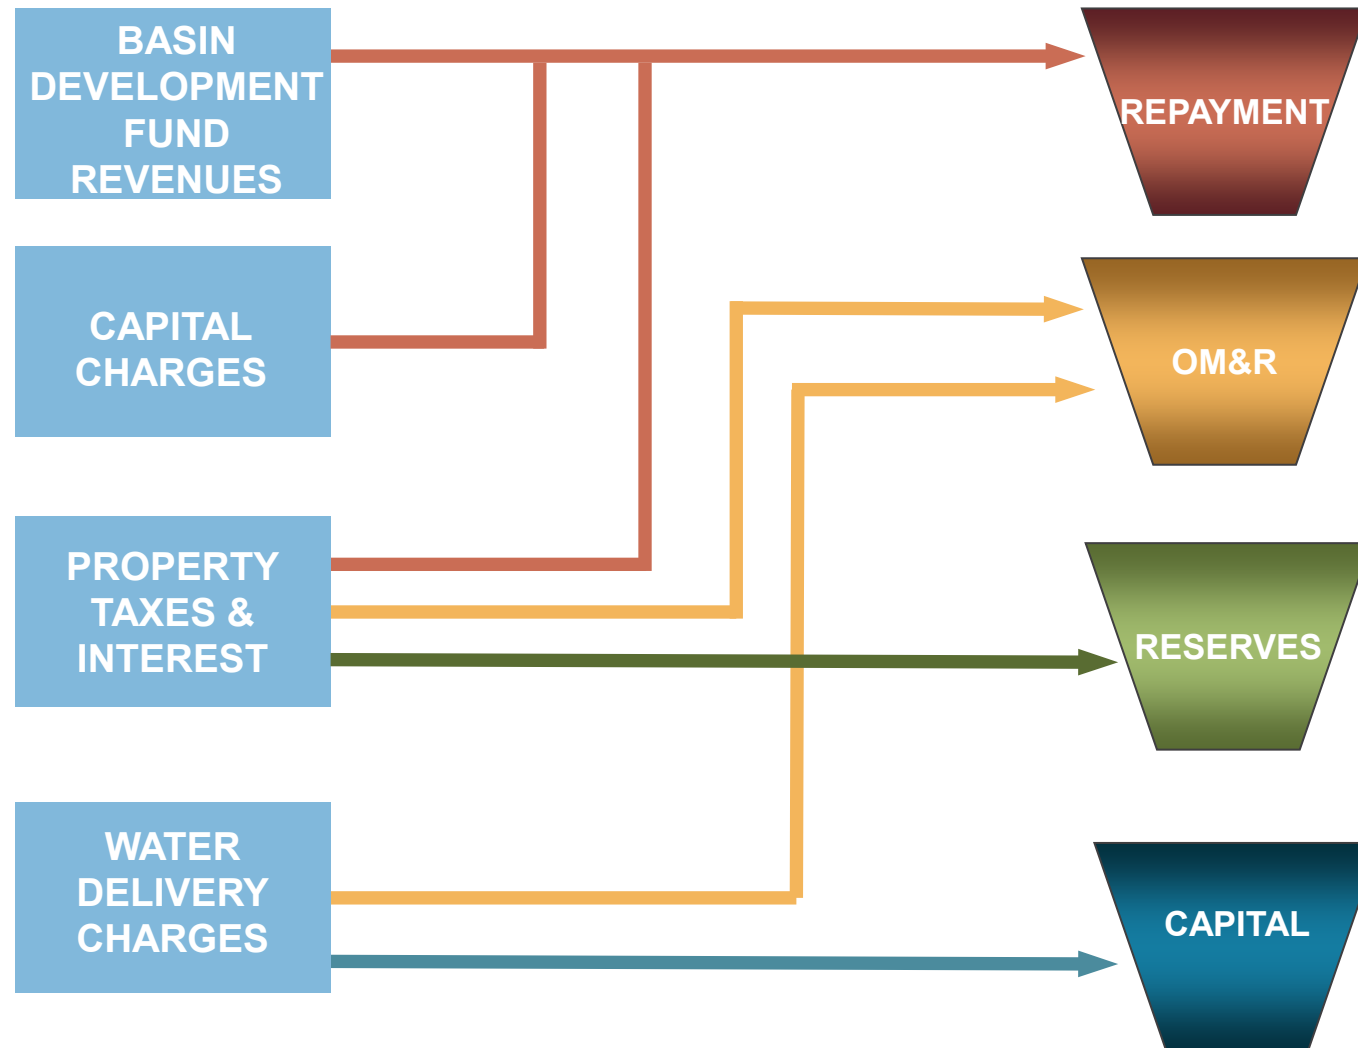 BASIN
DEVELOPMENT
FUND
REVENUES
REPAYMENT
CAPITAL
CHARGES
OM&R
PROPERTY
TAXES &
INTEREST
RESERVES
WATER
DELIVERY
CHARGES
CAPITAL